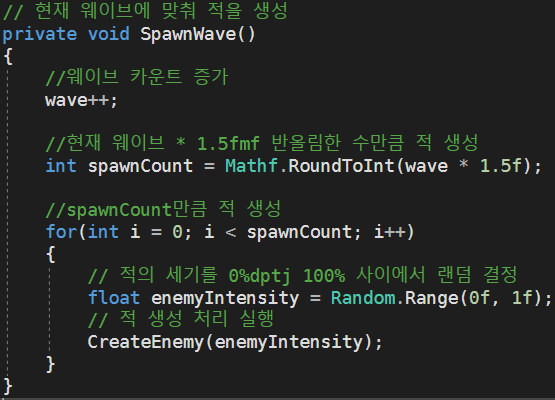 // 현재 웨이브에 맞춰 적을 생성
private void SpawnWave()
{
    //웨이브 카운트 증가
    wave++;

    //현재 웨이브 * 1.5fmf 반올림한 수만큼 적 생성
    int spawnCount = Mathf.RoundToInt(wave * 1.5f);

    //spawnCount만큼 적 생성
    for(int i = 0; i < spawnCount; i++)
    {
        // 적의 세기를 0%dptj 100% 사이에서 랜덤 결정
        float enemyIntensity = Random.Range(0f, 1f);
        // 적 생성 처리 실행
        CreateEnemy(enemyIntensity);
    }
}